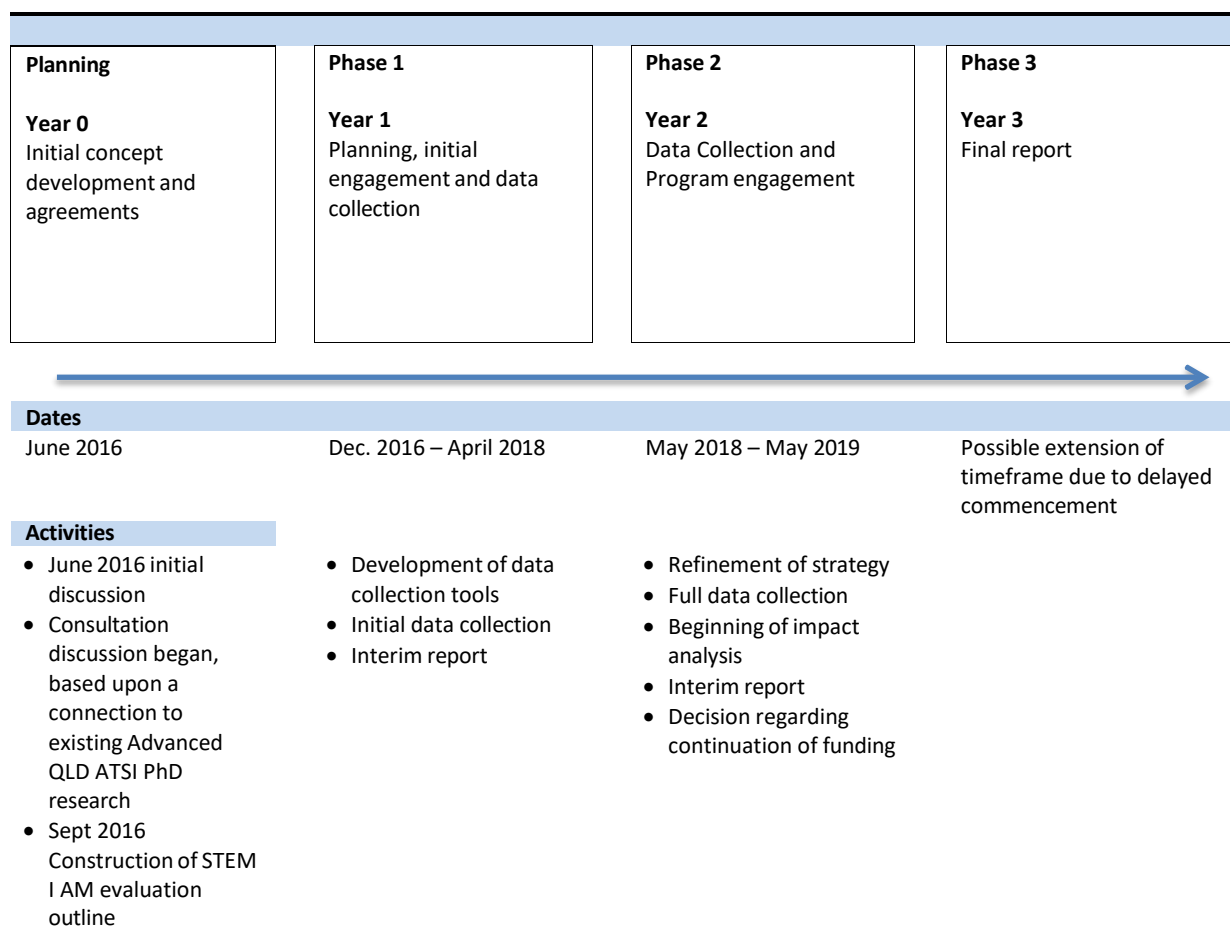 Planning
Year 0
Initial concept
development and
agreements
Phase 1
Year 1
Planning, initial
engagement and data
collection
Phase 2
Year 2
Data Collection and
Program engagement
Phase 3
Year 3
Final report
Dates
June 2016
Dec. 2016 – April 2018
May 2018 – May 2019
Possible extension of
timeframe due to delayed
commencement
Activities
• June 2016 initial
discussion
• Consultation
discussion began,
based upon a
connection to
existing Advanced
QLD ATSI PhD
research
• Sept 2016
Construction of STEM
I AM evaluation
outline
• Development of data
collection tools
• Initial data collection
• Interim report
• Refinement of strategy
• Full data collection
• Beginning of impact
analysis
• Interim report
• Decision regarding
continuation of funding